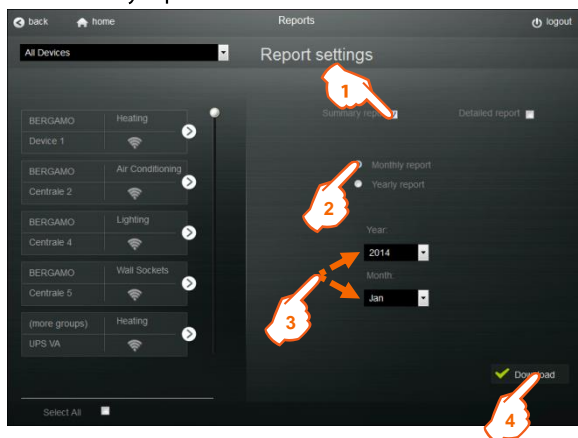 back home Reports logout
All Devices
Report settings
1
Summary report Detailed report
BERGAMO Heating
Device 1
Monthly report
BERGAMO Air Conditioning
Yearly report
Centrale 2
2
BERGAMO Lighting
Year:
Centrale 4
2014
BERGAMO Wall Sockets
Month:
Centrale 5
Jan
3
(more groups) Heating
UPS VA
Download
Select All
4